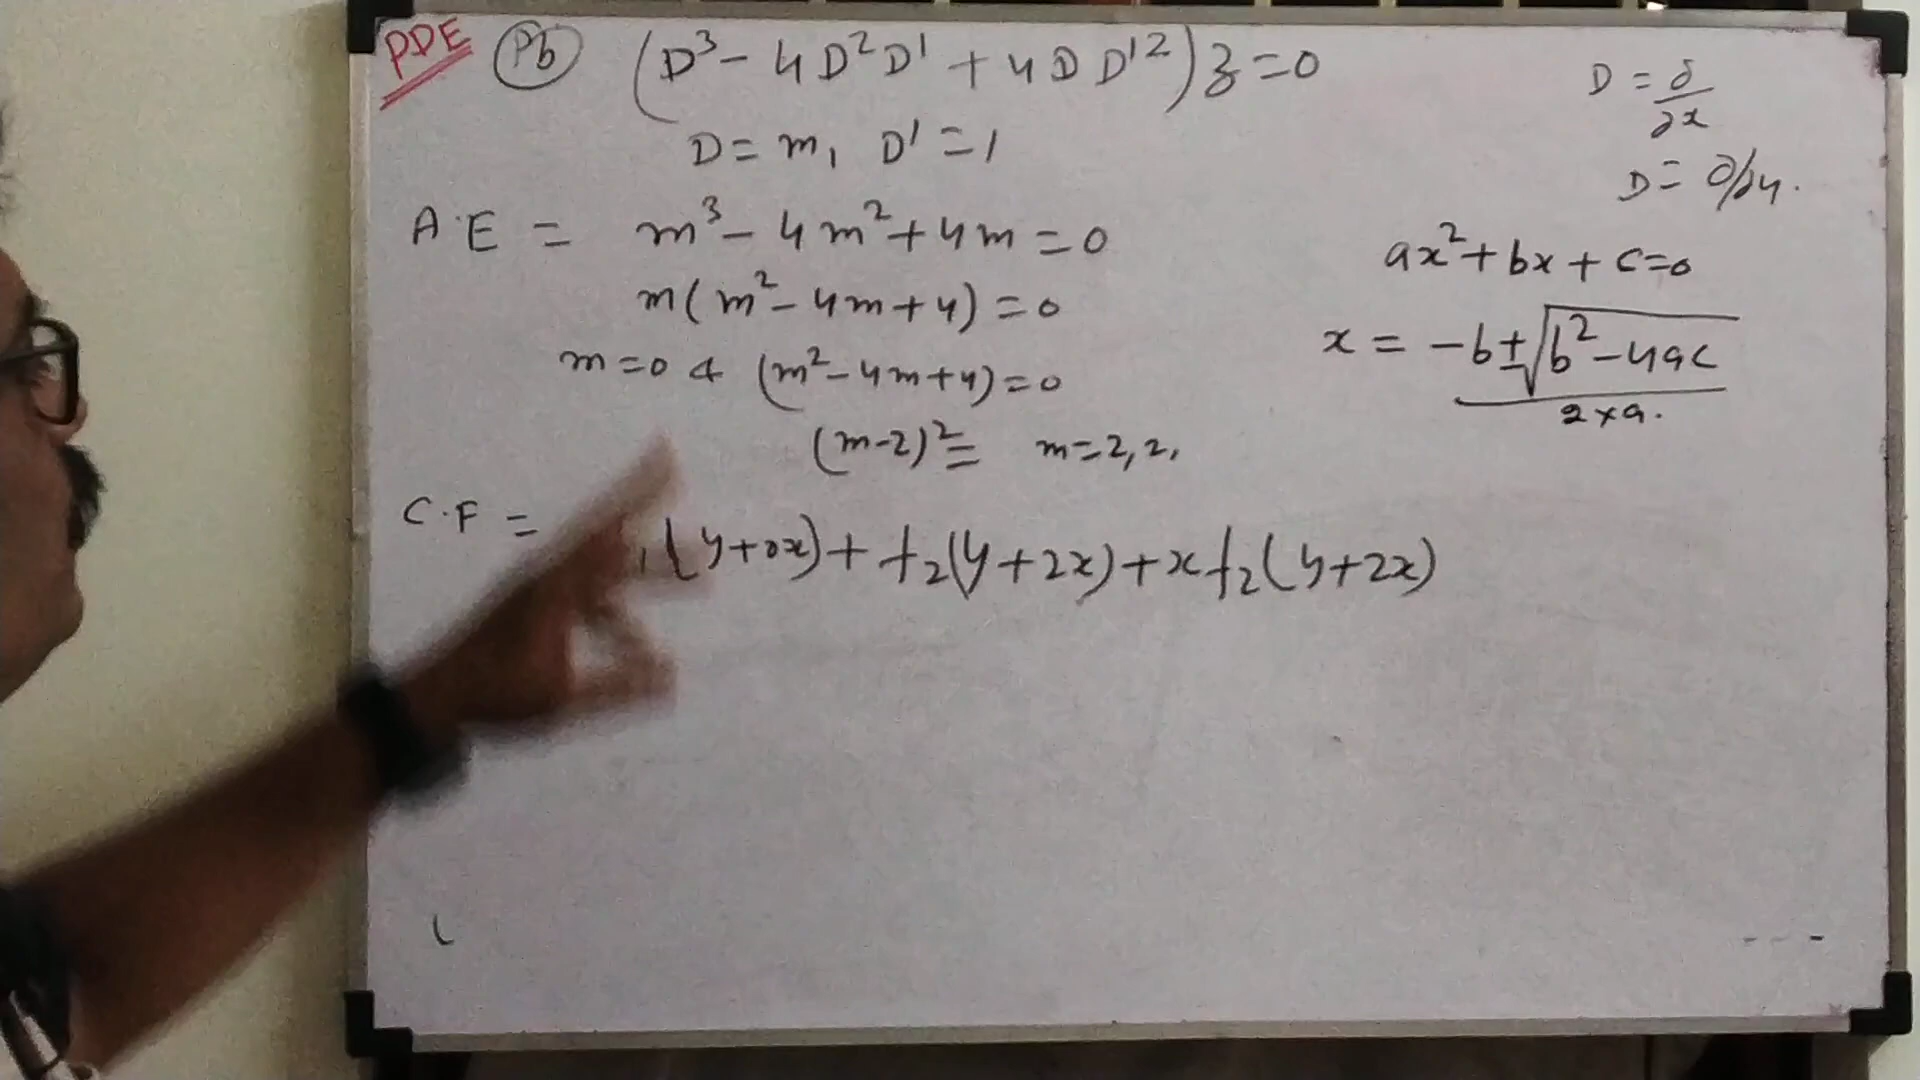 PDE Pb (D³ - 4D²D' + 4DD'²)z = 0
D = m, D' = 1
A.E = m³ - 4m² + 4m = 0
m(m² - 4m + 4) = 0
m = 0 & (m² - 4m + 4) = 0
(m-2)² = m = 2, 2,
C.F = ₁(y+0x) + f₂(y+2x) + xf₂(y+2x)
D = ∂/∂x
D = ∂/∂y.
ax² + bx + c = 0
x = -b ± √b² - 4ac
2×a.